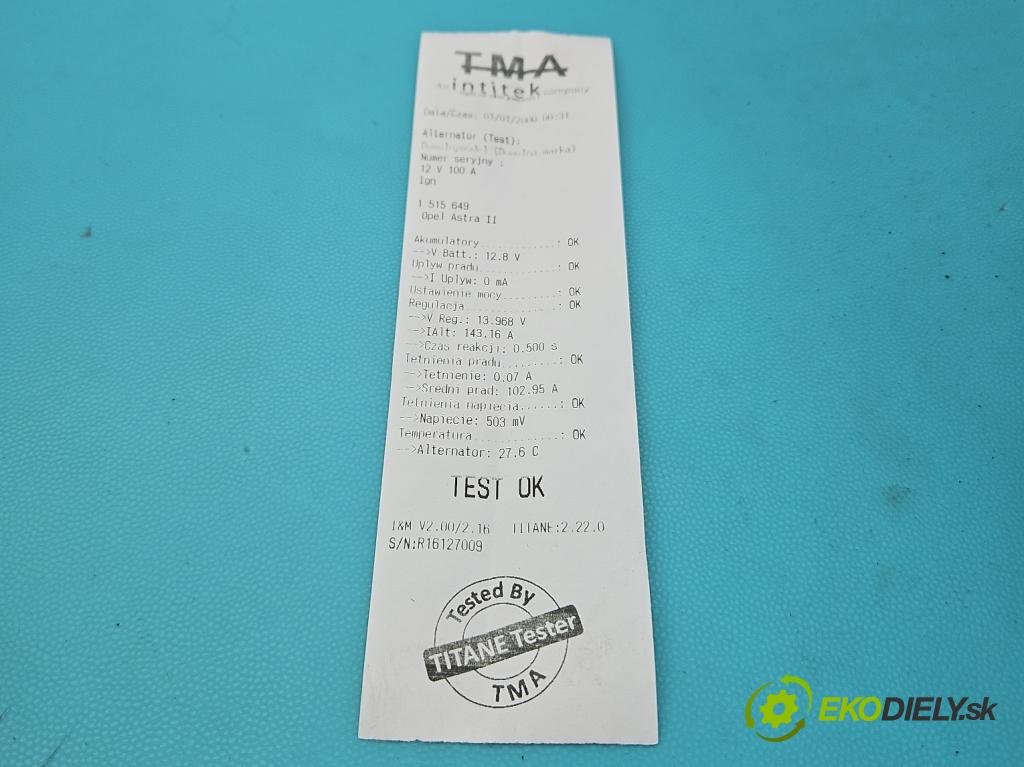 TMA
An intitek company
Data/Czas: 01/01/2000 00:31
Alternator (Test):
(Dowolna marka)
Numer seryjny :
12 V 100 A
Ign
1 515 649
Opel Astra II
Akumulatory............: OK
-->V Batt.: 12.8 V
Uplyw pradu............: OK
-->I Uplyw: 0 mA
Ustawienie mocy........: OK
Regulacja..............: OK
-->V Reg.: 13.968 V
-->IAlt: 143.16 A
-->Czas reakcji: 0.500 s
Tetnienia pradu........: OK
-->Tetnienie: 0.07 A
-->Sredni prad: 102.95 A
Tetnienia napiecia......: OK
-->Napiecie: 503 mV
Temperatura............: OK
-->Alternator: 27.6 C
TEST OK
I&M V2.00/2.16 TITANE:2.22.0
S/N:R16127009
Tested By
TITANE Tester
TMA
EKODIELY.sk